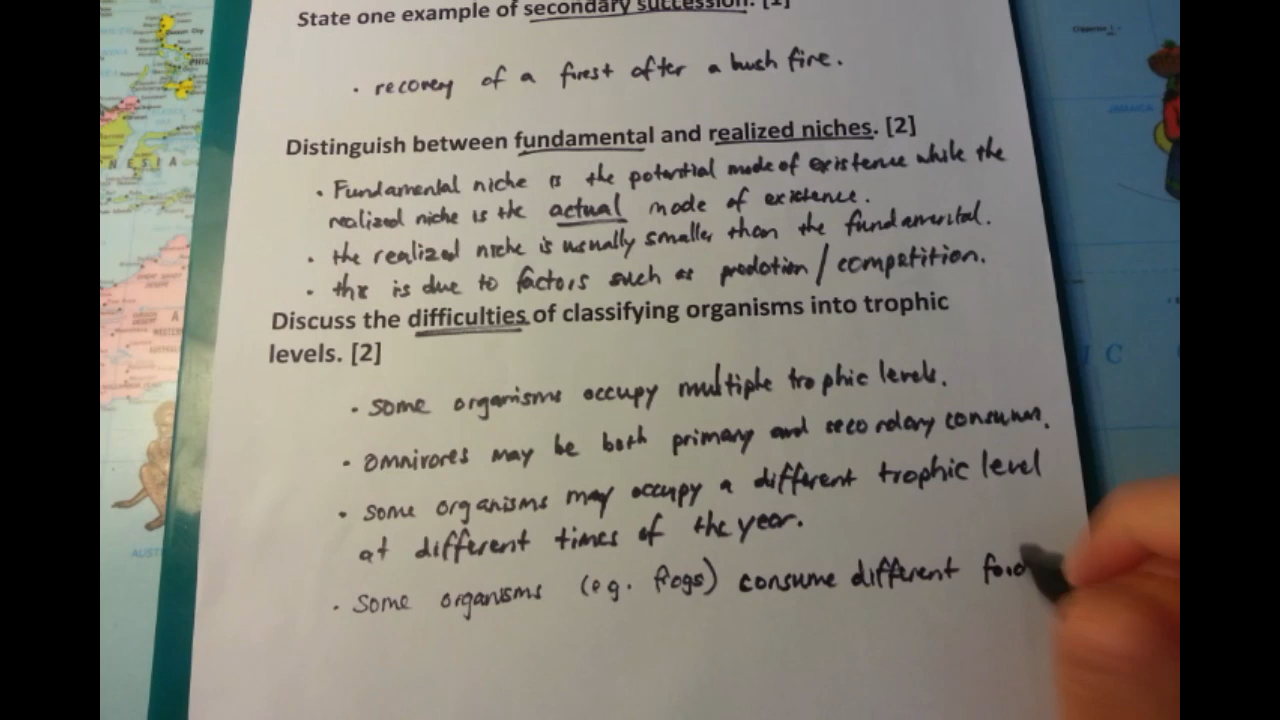 State one example of secondary succession. [1]
• recovery of a forest after a bush fire.
Distinguish between fundamental and realized niches. [2]
• Fundamental niche is the potential mode of existence while the
realized niche is the actual mode of existence.
• the realized niche is usually smaller than the fundamental.
• this is due to factors such as predation / competition.
Discuss the difficulties of classifying organisms into trophic
levels. [2]
• some organisms occupy multiple trophic levels.
• omnivores may be both primary and secondary consumers.
• some organisms may occupy a different trophic level
at different times of the year.
• some organisms (eg. frogs) consume different food
JAMAICA